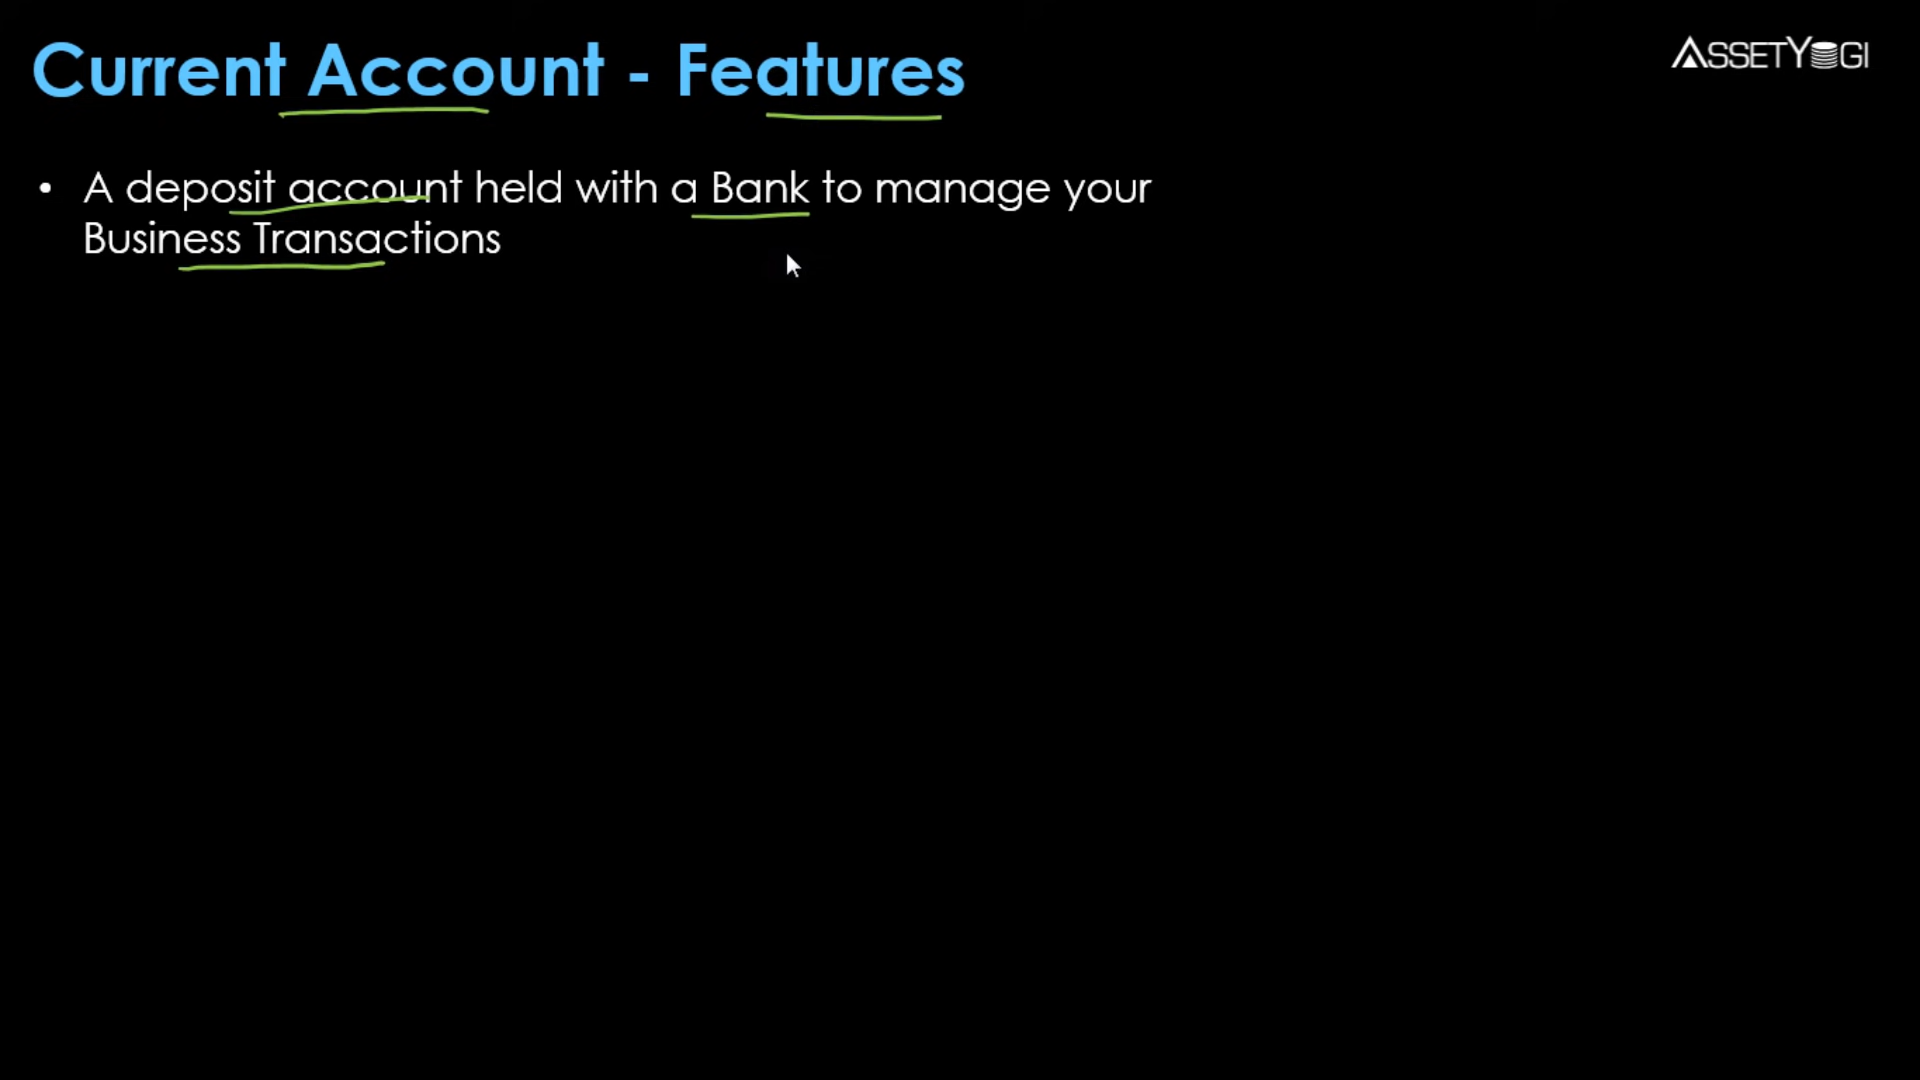 Current Account - Features
ASSETYOGI
• A deposit account held with a Bank to manage your
Business Transactions